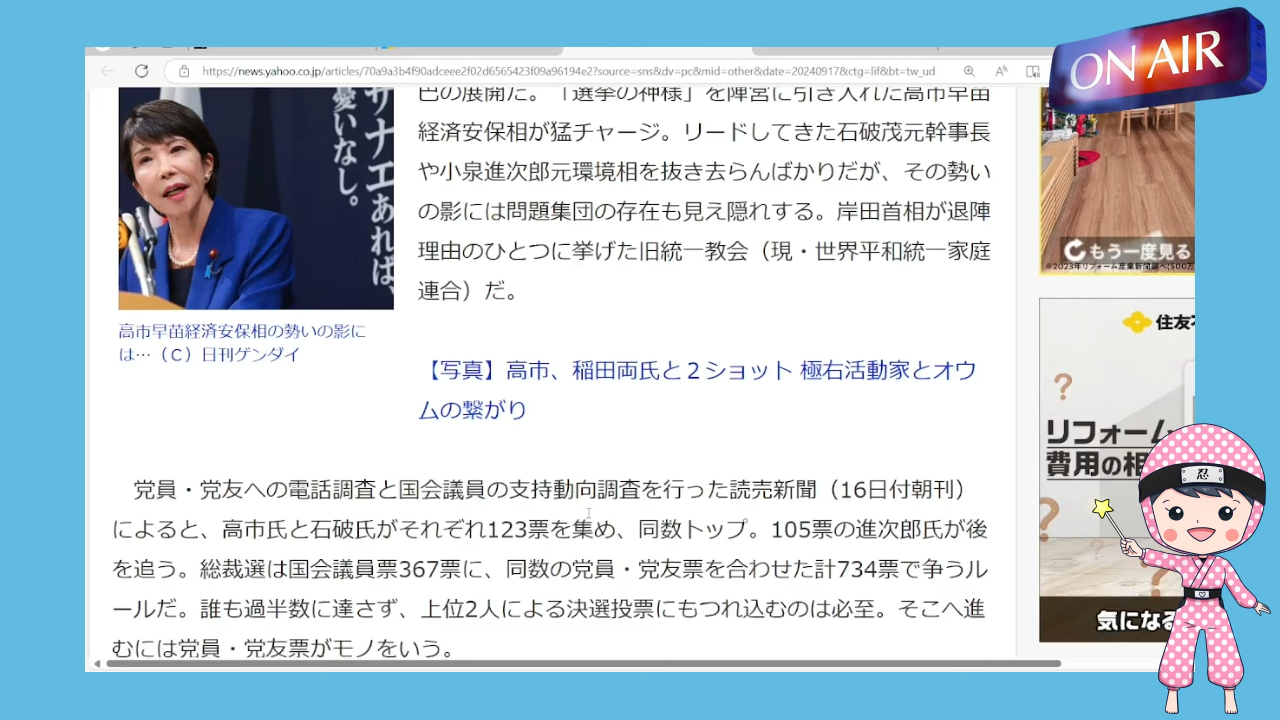 ON AIR
https://news.yahoo.co.jp/articles/70a9a3b4f90adceee2f02d6565423f09a96194e2?source=sns&dv=pc&mid=other&date=20240917&ctg=lif&bt=tw_ud
サナエあれば、
憂いなし。
高市早苗経済安保相の勢いの影に
は…（C）日刊ゲンダイ
巴の展開だ。「選挙の神様」を陣営に引き入れた高市早苗
経済安保相が猛チャージ。リードしてきた石破茂元幹事長
や小泉進次郎元環境相を抜き去らんばかりだが、その勢い
の影には問題集団の存在も見え隠れする。岸田首相が退陣
理由のひとつに挙げた旧統一教会（現・世界平和統一家庭
連合）だ。
【写真】高市、稲田両氏と２ショット 極右活動家とオウ
ムの繋がり
党員・党友への電話調査と国会議員の支持動向調査を行った読売新聞（16日付朝刊）
によると、高市氏と石破氏がそれぞれ123票を集め、同数トップ。105票の進次郎氏が後
を追う。総裁選は国会議員票367票に、同数の党員・党友票を合わせた計734票で争うル
ールだ。誰も過半数に達さず、上位2人による決選投票にもつれ込むのは必至。そこへ進
むには党員・党友票がモノをいう。
もう一度見る
住友
リフォーム
費用の相
気になる
忍